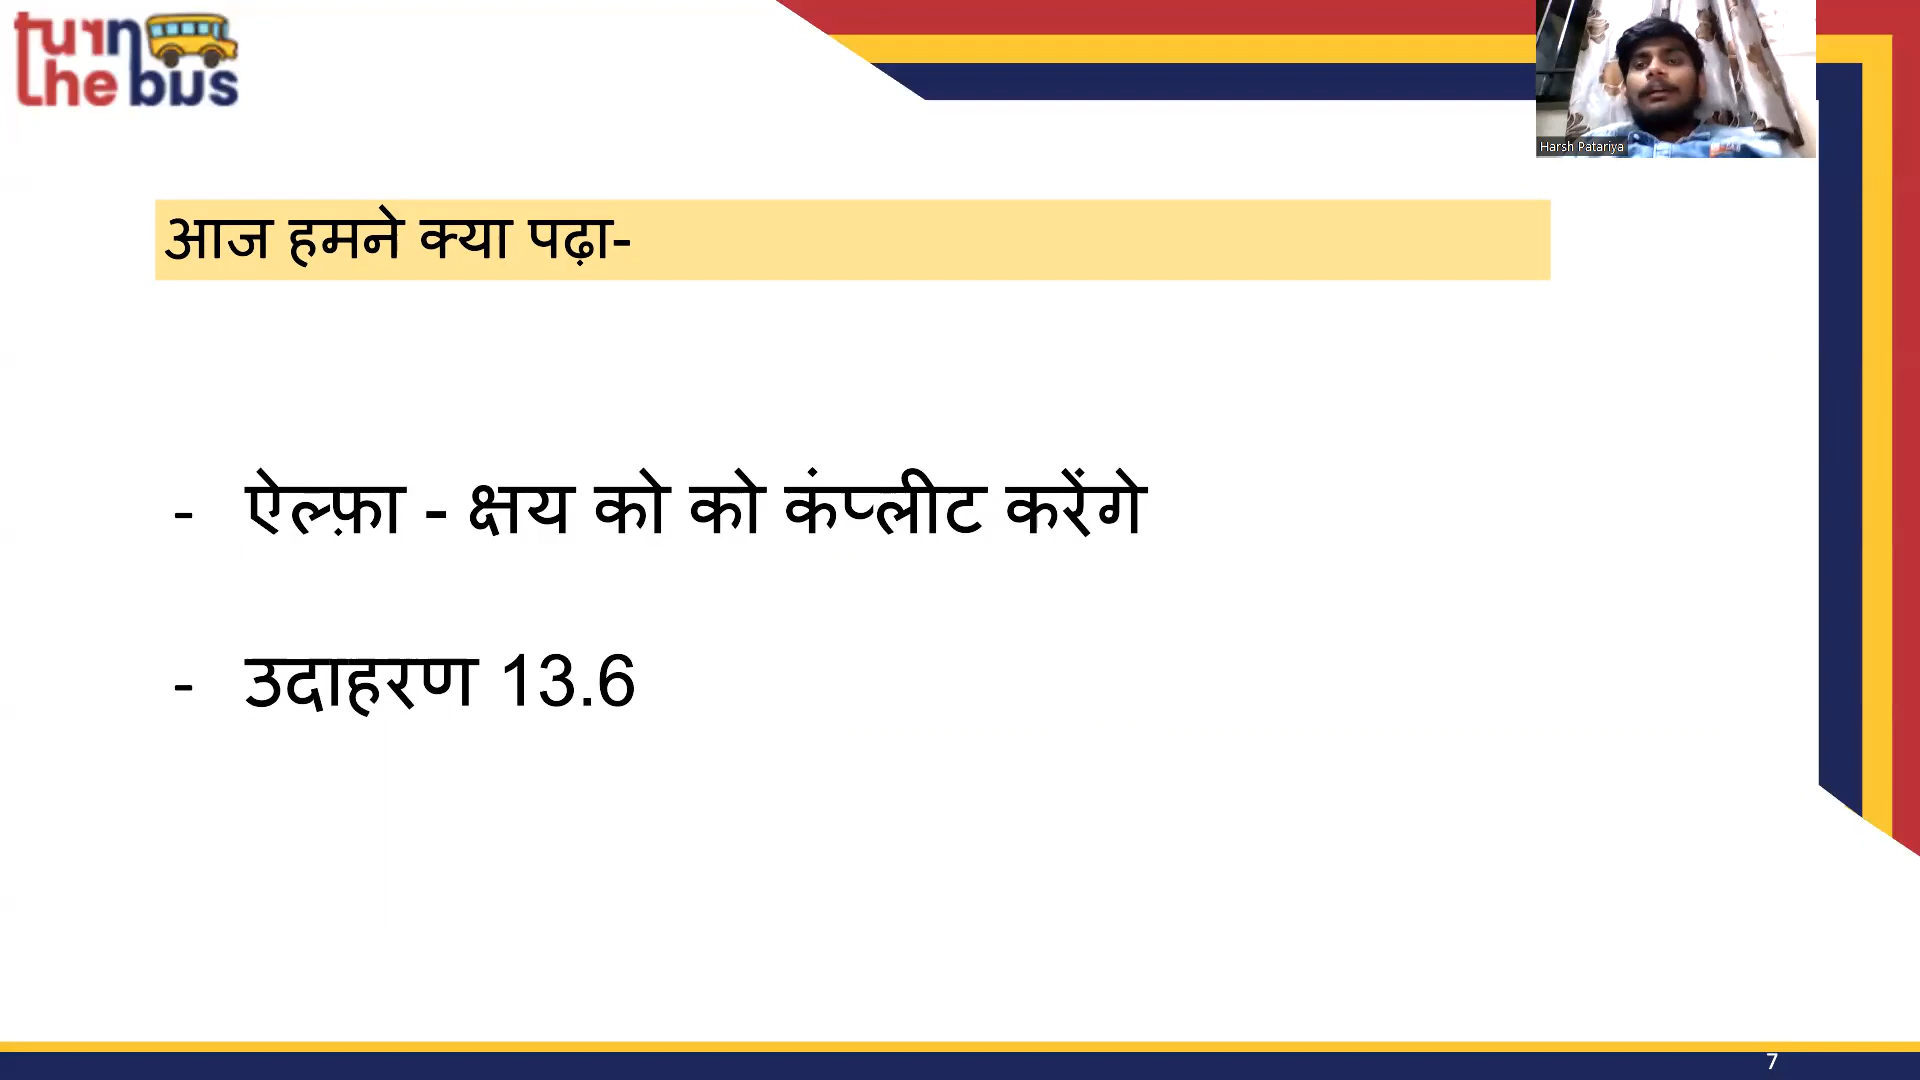 turn
the bus
Harsh Patariya
आज हमने क्या पढ़ा-
- ऐल्फ़ा - क्षय को को कंप्लीट करेंगे
- उदाहरण 13.6
7